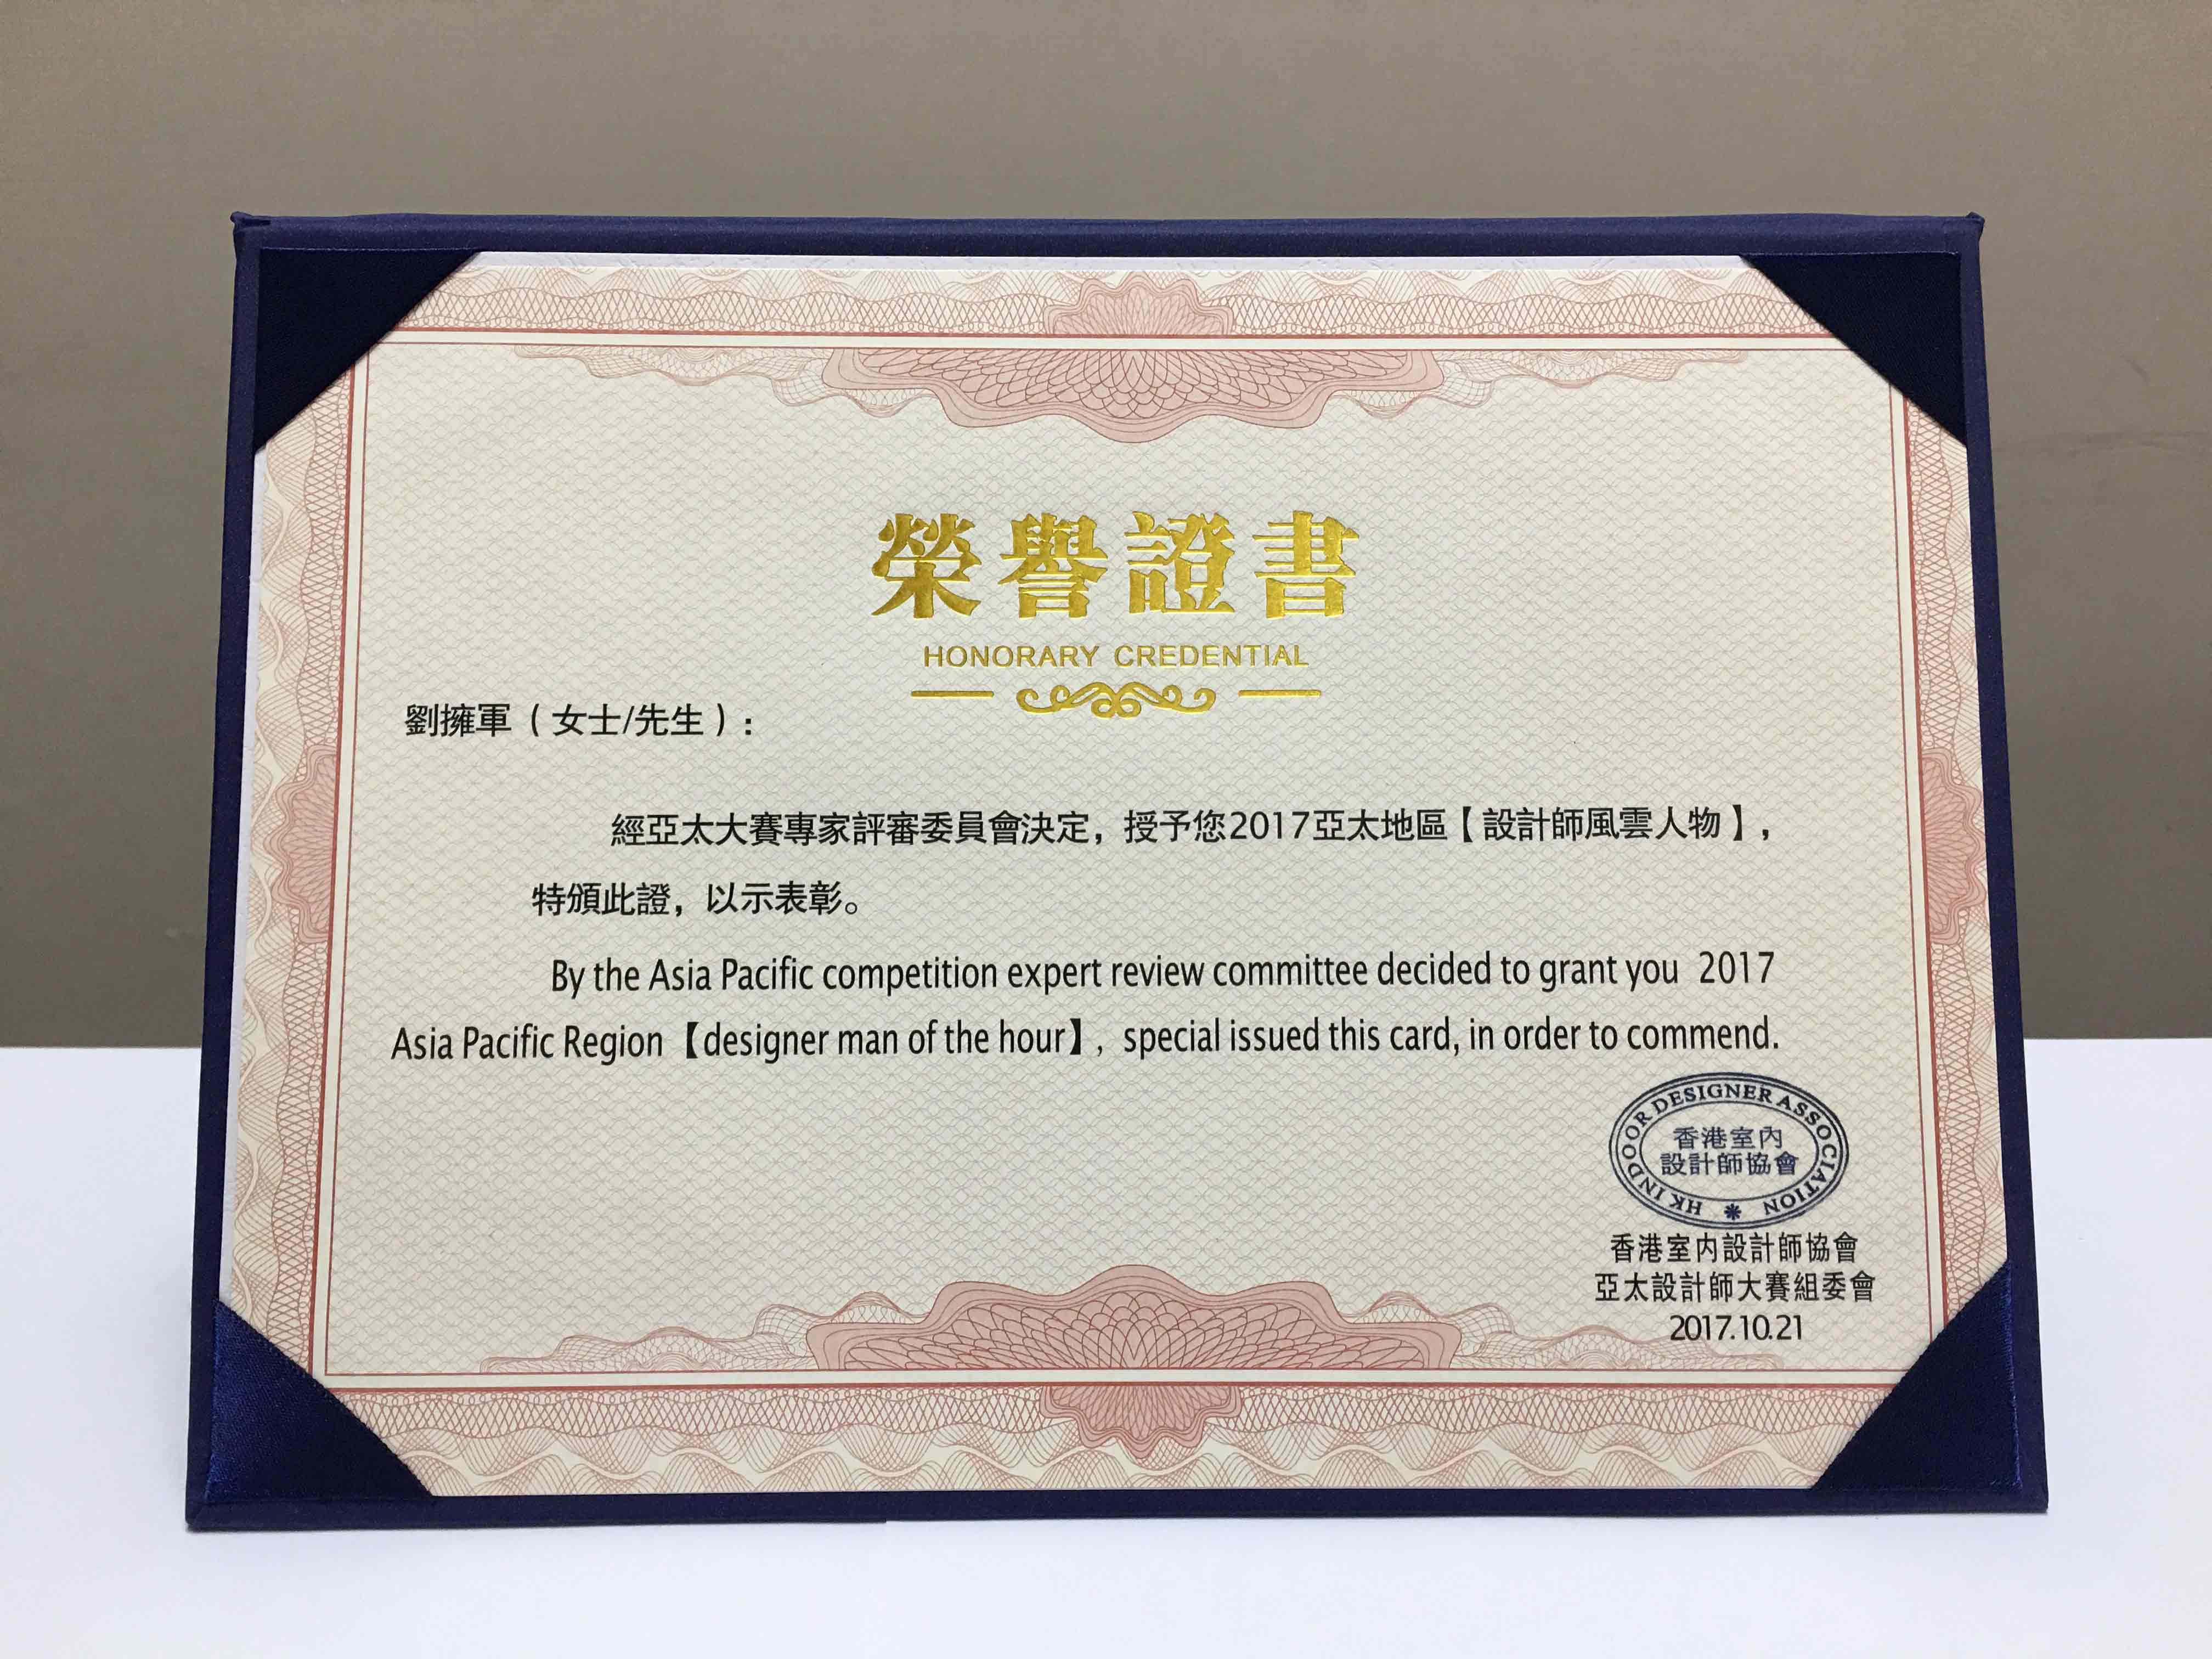 榮譽證書
HONORARY CREDENTIAL
劉擁軍（女士/先生）：
經亞太大賽專家評審委員會決定，授予您2017亞太地區【設計師風雲人物】，
特頒此證，以示表彰。
By the Asia Pacific competition expert review committee decided to grant you 2017
Asia Pacific Region【designer man of the hour】, special issued this card, in order to commend.
HK INDOOR DESIGNER ASSOCIATION
香港室內
設計師協會
香港室内設計師協會
亞太設計師大賽組委會
2017.10.21